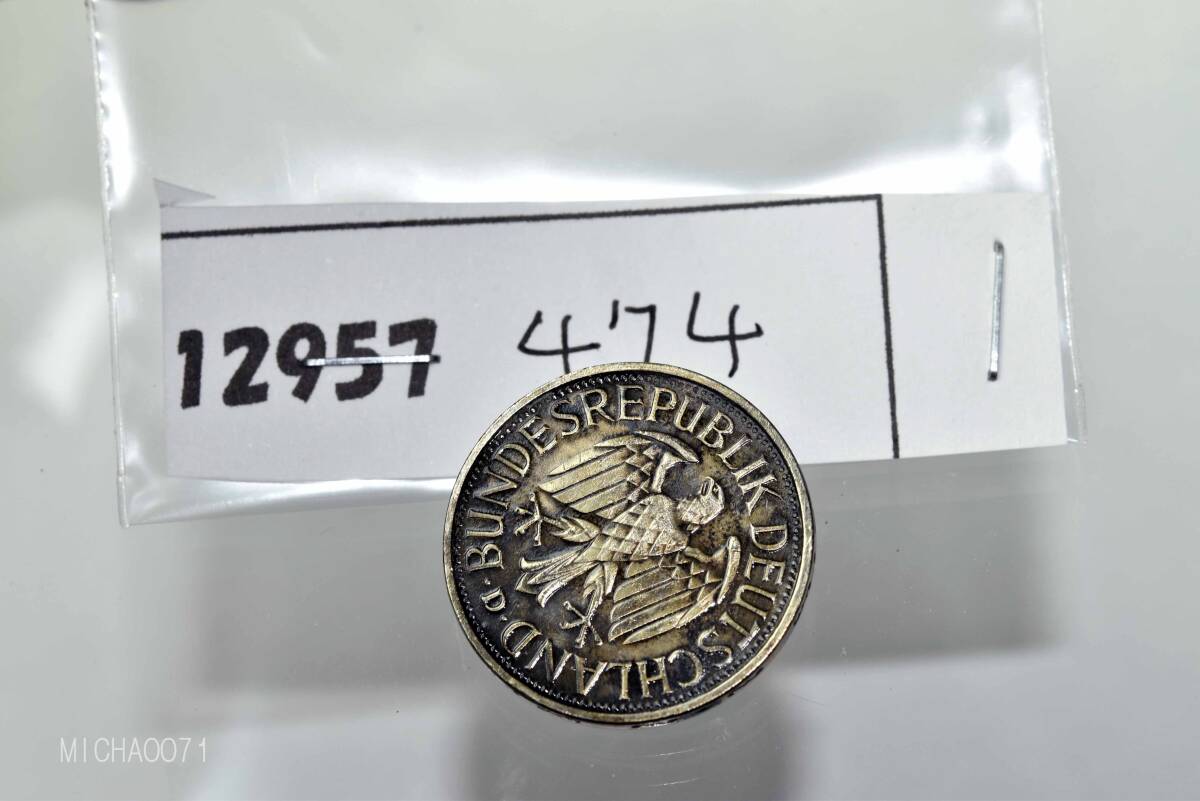 12957 474
BUNDESREPUBLIK DEUTSCHLAND · D ·
MICHA0071